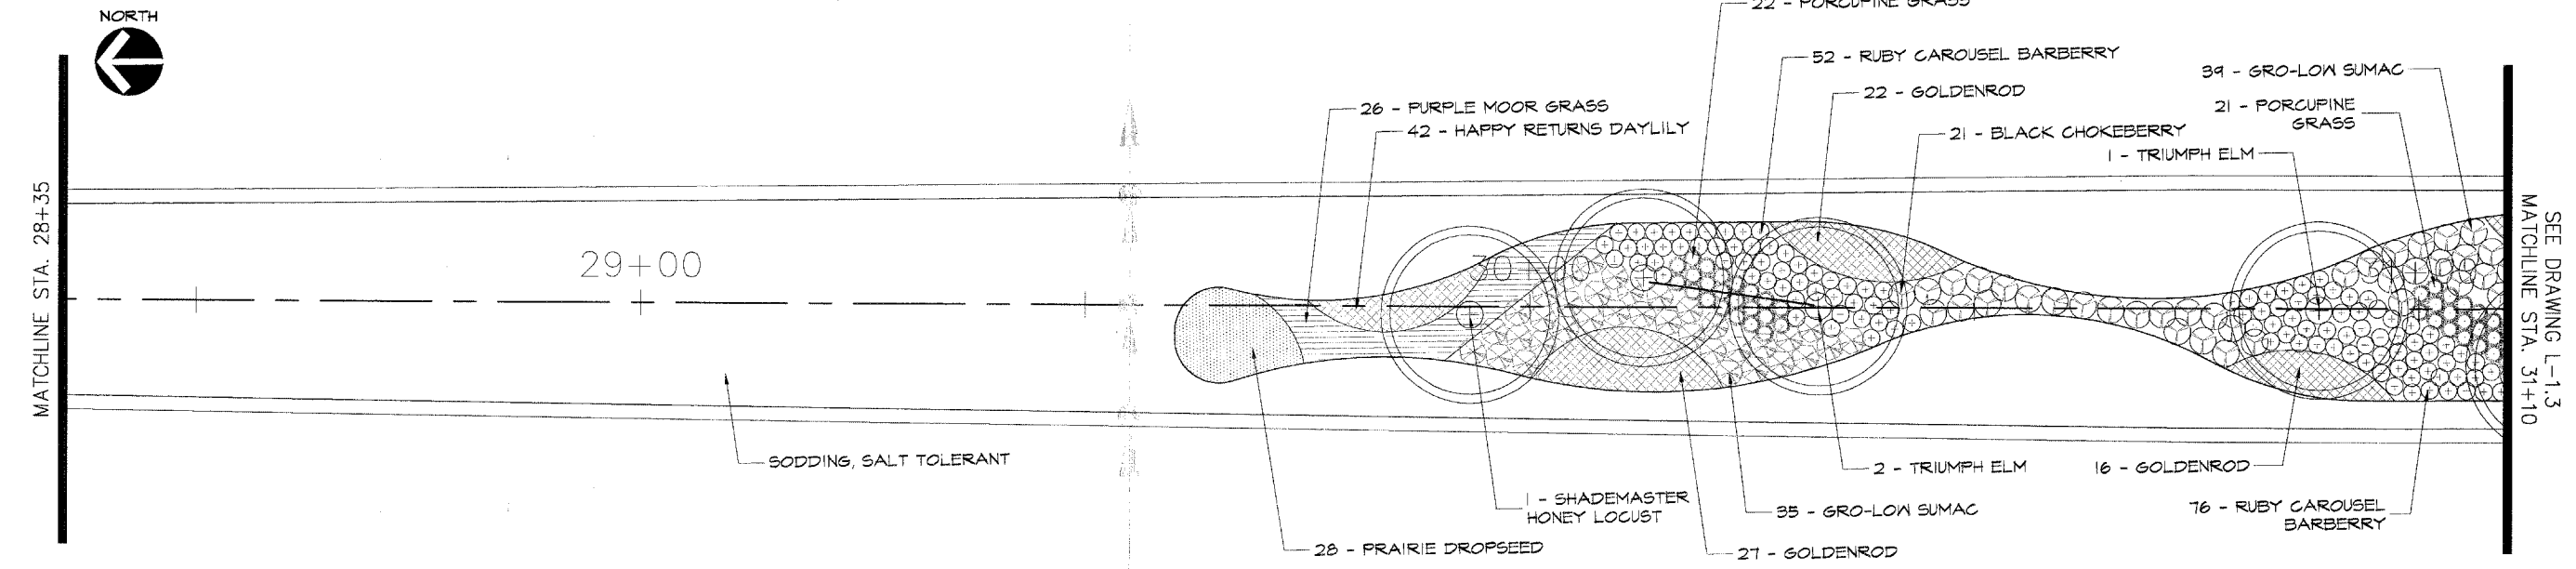 NORTH
22 - PORCUPINE GRASS
52 - RUBY CAROUSEL BARBERRY
39 - GRO-LOW SUMAC
22 - GOLDENROD
26 - PURPLE MOOR GRASS
21 - PORCUPINE
GRASS
42 - HAPPY RETURNS DAYLILY
21 - BLACK CHOKEBERRY
1 - TRIUMPH ELM
MATCHLINE STA. 28+35
29+00
SEE DRAWING L-1.3
MATCHLINE STA. 31+10
SODDING, SALT TOLERANT
2 - TRIUMPH ELM
16 - GOLDENROD
1 - SHADEMASTER
HONEY LOCUST
35 - GRO-LOW SUMAC
76 - RUBY CAROUSEL
BARBERRY
28 - PRAIRIE DROPSEED
27 - GOLDENROD